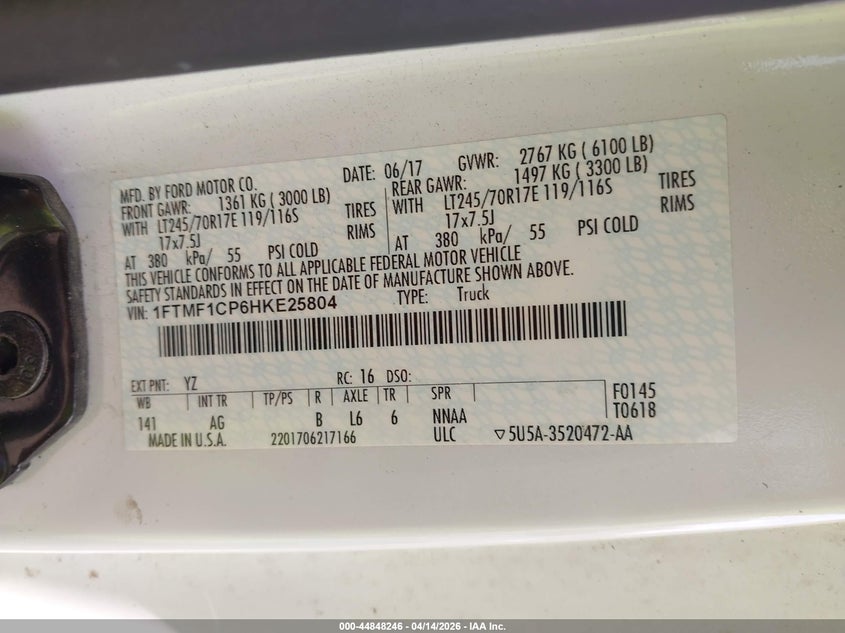 MFD. BY FORD MOTOR CO. DATE: 06/17 GVWR: 2767 KG ( 6100 LB)
FRONT GAWR: 1361 KG ( 3000 LB) REAR GAWR: 1497 KG ( 3300 LB)
WITH LT245/70R17E 119/116S TIRES WITH LT245/70R17E 119/116S TIRES
17x7.5J RIMS 17x7.5J RIMS
AT 380 kPa/ 55 PSI COLD AT 380 kPa/ 55 PSI COLD
THIS VEHICLE CONFORMS TO ALL APPLICABLE FEDERAL MOTOR VEHICLE
SAFETY STANDARDS IN EFFECT ON THE DATE OF MANUFACTURE SHOWN ABOVE.
VIN: 1FTMF1CP6HKE25804 TYPE: Truck
EXT PNT: YZ RC: 16 DSO:
WB INT TR TP/PS R AXLE TR SPR F0145
141 AG B L6 6 NNAA T0618
MADE IN U.S.A. 2201706217166 ULC ▽5U5A-3520472-AA
000-44848246 - 04/14/2026 - IAA Inc.